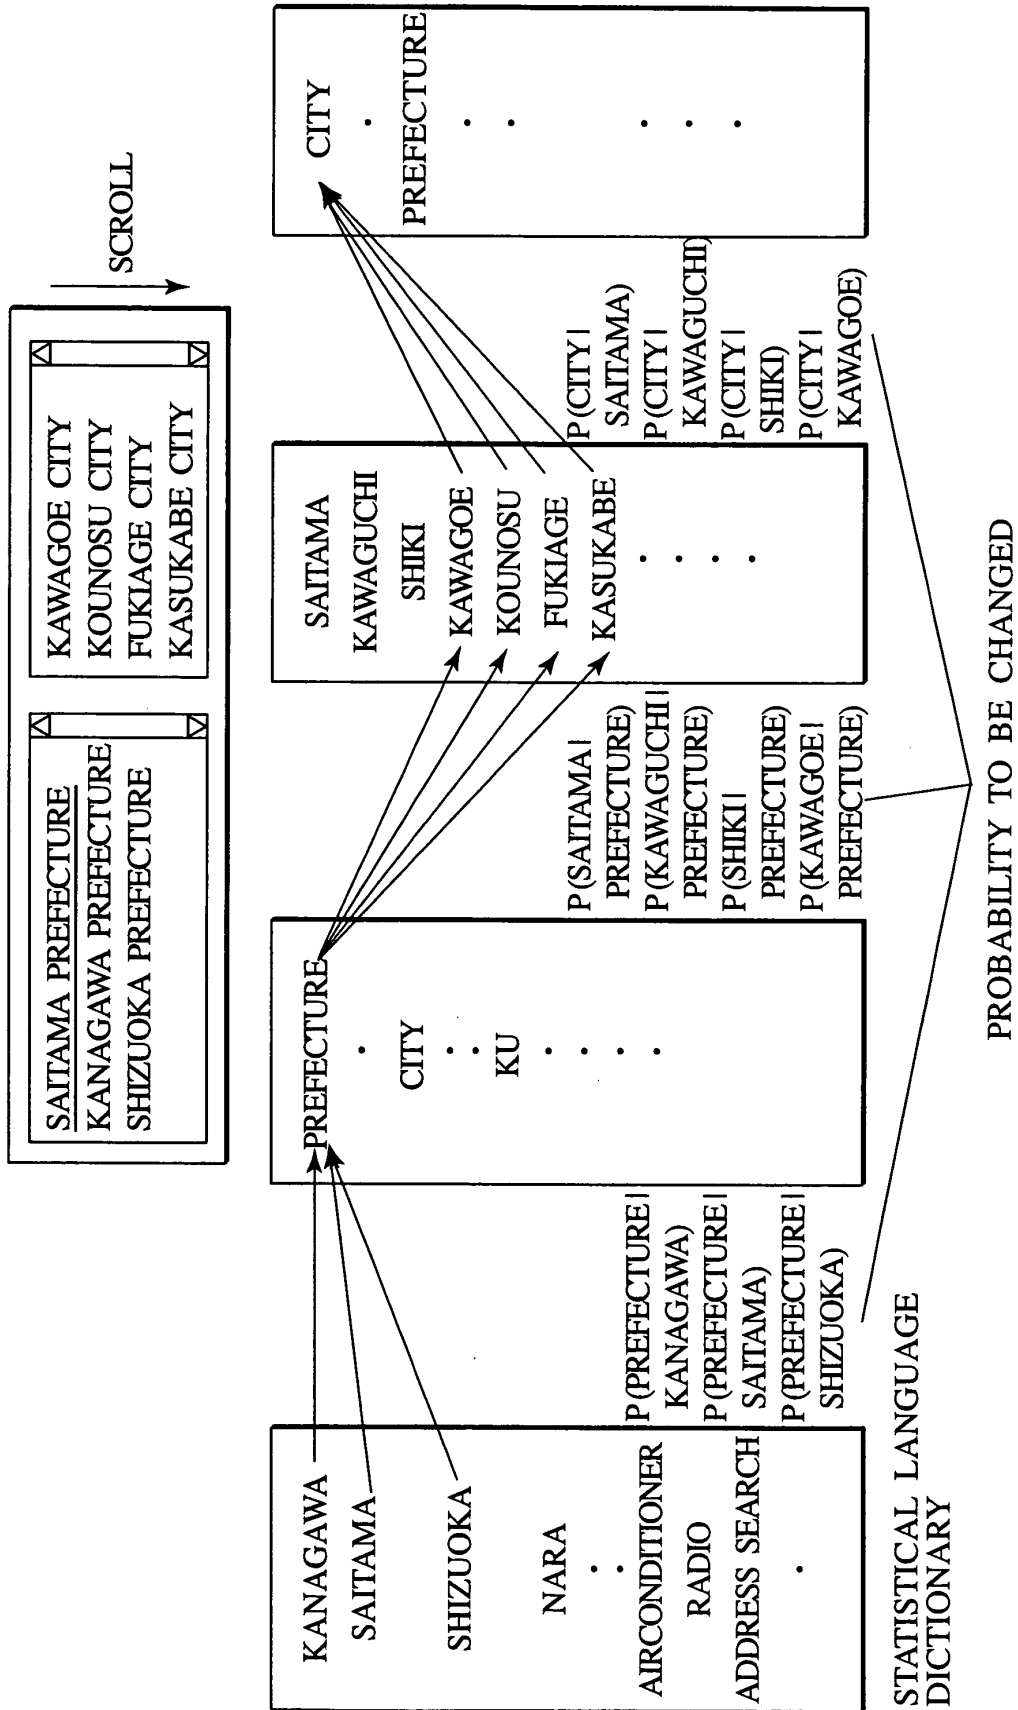 SAITAMA PREFECTURE
KANAGAWA PREFECTURE
SHIZUOKA PREFECTURE
KAWAGOE CITY
KOUNOSU CITY
FUKIAGE CITY
KASUKABE CITY
SCROLL
KANAGAWA
SAITAMA
SHIZUOKA
NARA
AIRCONDITIONER
RADIO
ADDRESS SEARCH
P(PREFECTURE|
KANAGAWA)
P(PREFECTURE|
SAITAMA)
P(PREFECTURE|
SHIZUOKA)
PREFECTURE
CITY
KU
P(SAITAMA|
PREFECTURE)
P(KAWAGUCHI|
PREFECTURE)
P(SHIKI|
PREFECTURE)
P(KAWAGOE|
PREFECTURE)
SAITAMA
KAWAGUCHI
SHIKI
KAWAGOE
KOUNOSU
FUKIAGE
KASUKABE
P(CITY|
SAITAMA)
P(CITY|
KAWAGUCHI)
P(CITY|
SHIKI)
P(CITY|
KAWAGOE)
CITY
PREFECTURE
STATISTICAL LANGUAGE
DICTIONARY
PROBABILITY TO BE CHANGED